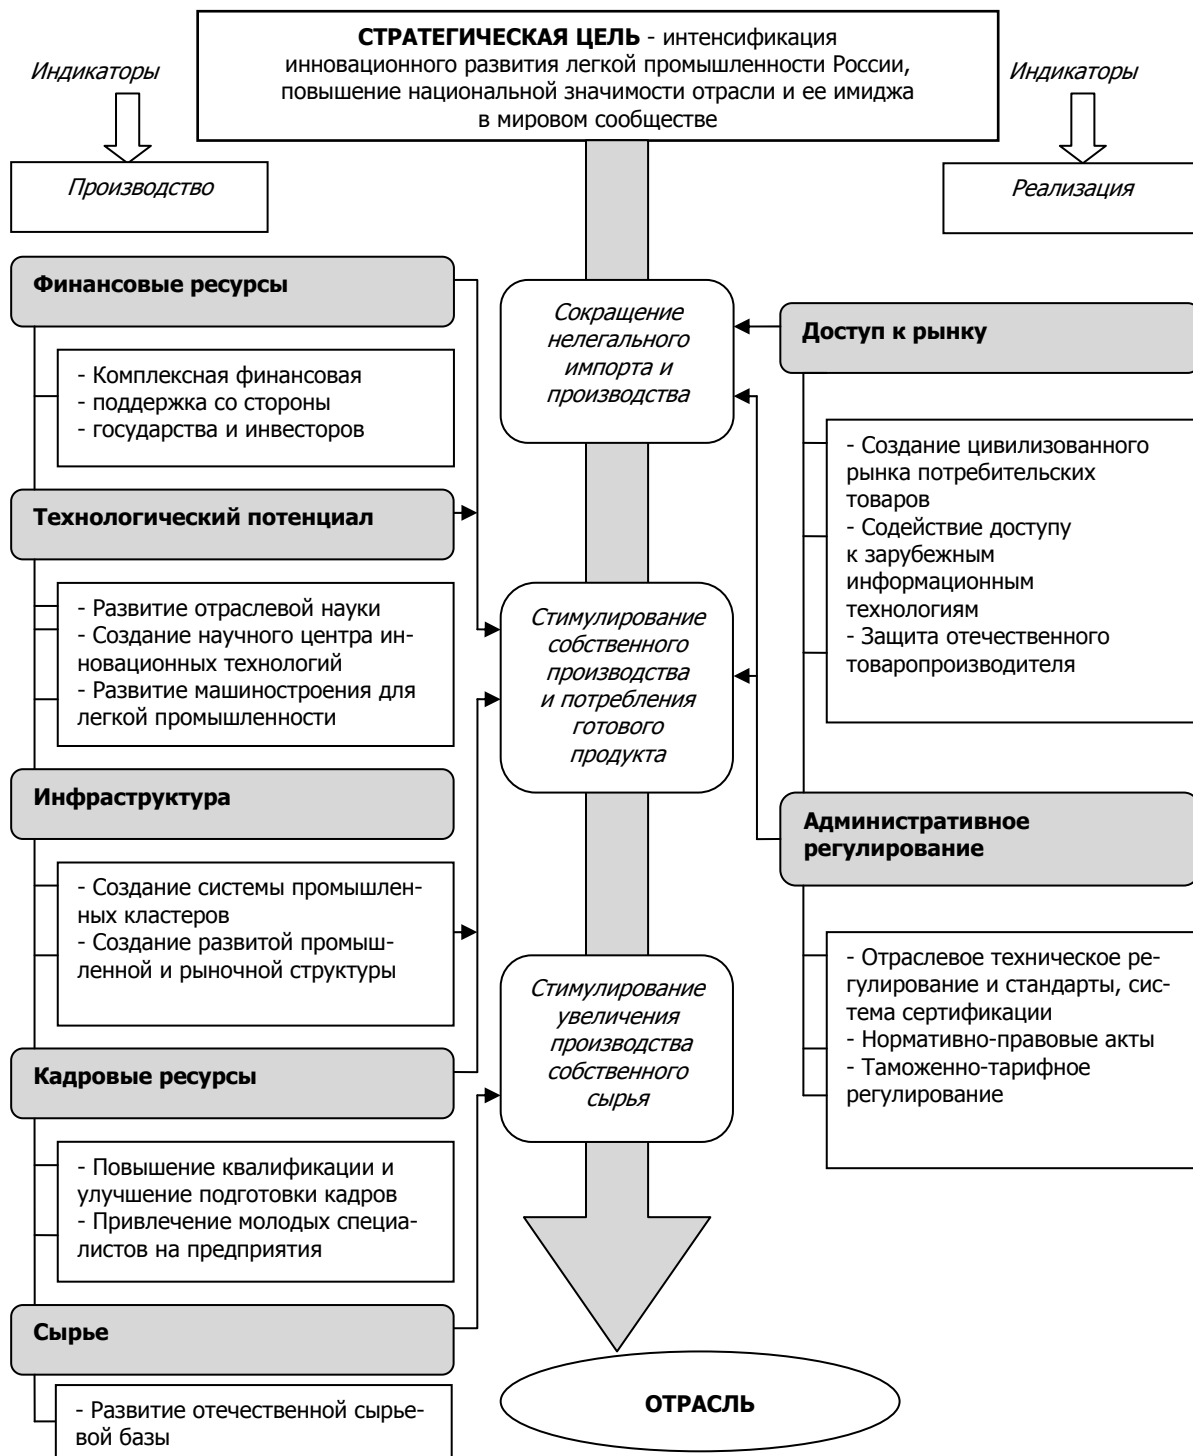 СТРАТЕГИЧЕСКАЯ ЦЕЛЬ - интенсификация
инновационного развития легкой промышленности России,
повышение национальной значимости отрасли и ее имиджа
в мировом сообществе
Индикаторы
Производство
Индикаторы
Реализация
Финансовые ресурсы
- Комплексная финансовая
- поддержка со стороны
- государства и инвесторов
Технологический потенциал
- Развитие отраслевой науки
- Создание научного центра ин-
новационных технологий
- Развитие машиностроения для
легкой промышленности
Инфраструктура
- Создание системы промышлен-
ных кластеров
- Создание развитой промыш-
ленной и рыночной структуры
Кадровые ресурсы
- Повышение квалификации и
улучшение подготовки кадров
- Привлечение молодых специа-
листов на предприятия
Сырье
- Развитие отечественной сырье-
вой базы
Сокращение
нелегального
импорта и
производства
Стимулирование
собственного
производства
и потребления
готового
продукта
Стимулирование
увеличения
производства
собственного
сырья
ОТРАСЛЬ
Доступ к рынку
- Создание цивилизованного
рынка потребительских
товаров
- Содействие доступу
к зарубежным
информационным
технологиям
- Защита отечественного
товаропроизводителя
Административное
регулирование
- Отраслевое техническое ре-
гулирование и стандарты, сис-
тема сертификации
- Нормативно-правовые акты
- Таможенно-тарифное
регулирование